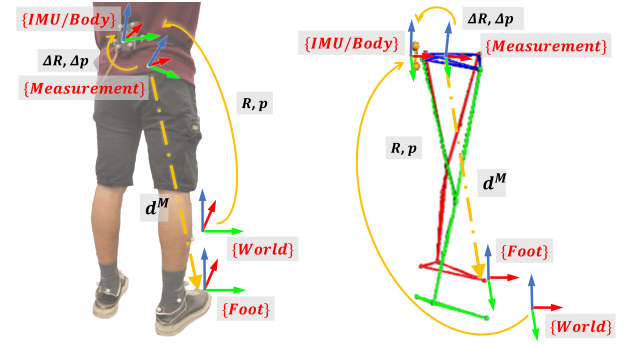 {IMU/Body}
ΔR, Δp
{Measurement}
R, p
d^M
{World}
{Foot}
ΔR, Δp
{IMU/Body}
{Measurement}
R, p
d^M
{Foot}
{World}